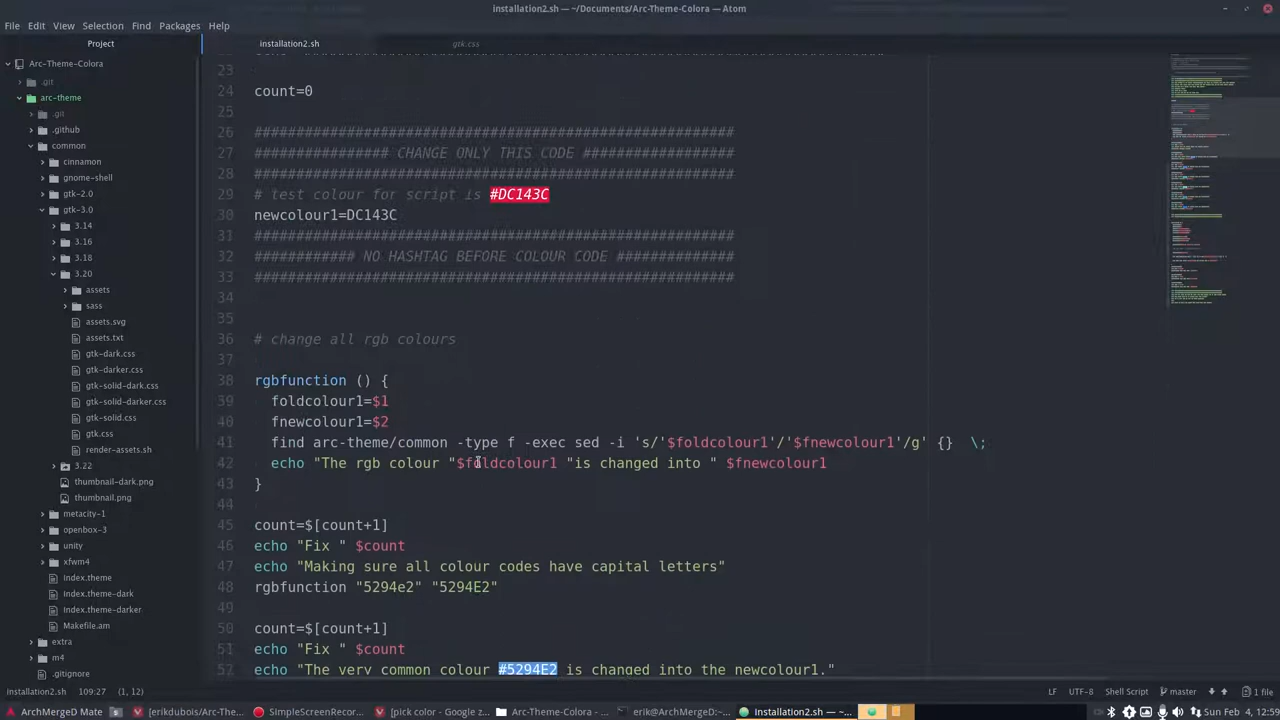 installation2.sh — ~/Documents/Arc-Theme-Colora — Atom
File Edit View Selection Find Packages Help
Project
installation2.sh
gtk.css
Arc-Theme-Colora
.git
arc-theme
.git
.github
common
cinnamon
gnome-shell
gtk-2.0
gtk-3.0
3.14
3.16
3.18
3.20
assets
sass
assets.svg
assets.txt
gtk-dark.css
gtk-darker.css
gtk-solid-dark.css
gtk-solid-darker.css
gtk-solid.css
gtk.css
render-assets.sh
3.22
thumbnail-dark.png
thumbnail.png
metacity-1
openbox-3
unity
xfwm4
index.theme
index.theme-dark
index.theme-darker
Makefile.am
extra
m4
.gitignore
23
24 count=0
25
26 #########################################################
27 ################ CHANGE IS CODE ##################
28 #########################################################
29 # test colour for script #DC143C
30 newcolour1=DC143C
31 #########################################################
32 ############ NO HASHTAG BEFORE COLOUR CODE ##############
33 #########################################################
34
35
36 # change all rgb colours
37
38 rgbfunction () {
39 foldcolour1=$1
40 fnewcolour1=$2
41 find arc-theme/common -type f -exec sed -i 's/'$foldcolour1'/'$fnewcolour1'/g' {} \;
42 echo "The rgb colour "$foldcolour1 "is changed into " $fnewcolour1
43 }
44
45 count=$[count+1]
46 echo "Fix " $count
47 echo "Making sure all colour codes have capital letters"
48 rgbfunction "5294e2" "5294E2"
49
50 count=$[count+1]
51 echo "Fix " $count
52 echo "The very common colour #5294E2 is changed into the newcolour1."
installation2.sh 109:27 (1, 12) LF UTF-8 Shell Script master 1 file
ArchMergeD Mate [erikdubois/Arc-The... SimpleScreenRecor... [pick color - Google z... Arc-Theme-Colora - ... erik@ArchMergeD:~... installation2.sh — ~... Sun Feb 4, 12:59